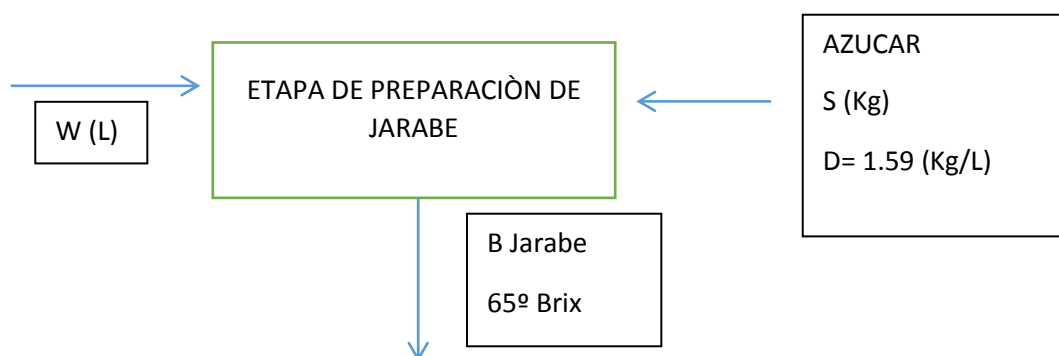 W (L)
ETAPA DE PREPARACIÒN DE
JARABE
AZUCAR
S (Kg)
D= 1.59 (Kg/L)
B Jarabe
65º Brix